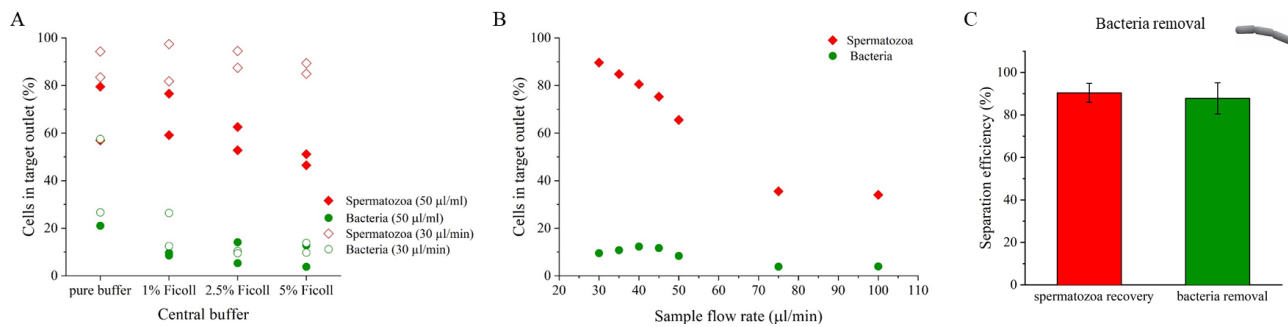 A
Cells in target outlet (%)
100
80
60
40
20
0
pure buffer 1% Ficoll 2.5% Ficoll 5% Ficoll
Central buffer
Spermatozoa (50 µl/ml)
Bacteria (50 µl/ml)
Spermatozoa (30 µl/min)
Bacteria (30 µl/min)
B
Cells in target outlet (%)
100
80
60
40
20
0
20 30 40 50 60 70 80 90 100 110
Sample flow rate (µl/min)
Spermatozoa
Bacteria
C
Bacteria removal
Separation efficiency (%)
100
80
60
40
20
0
spermatozoa recovery bacteria removal